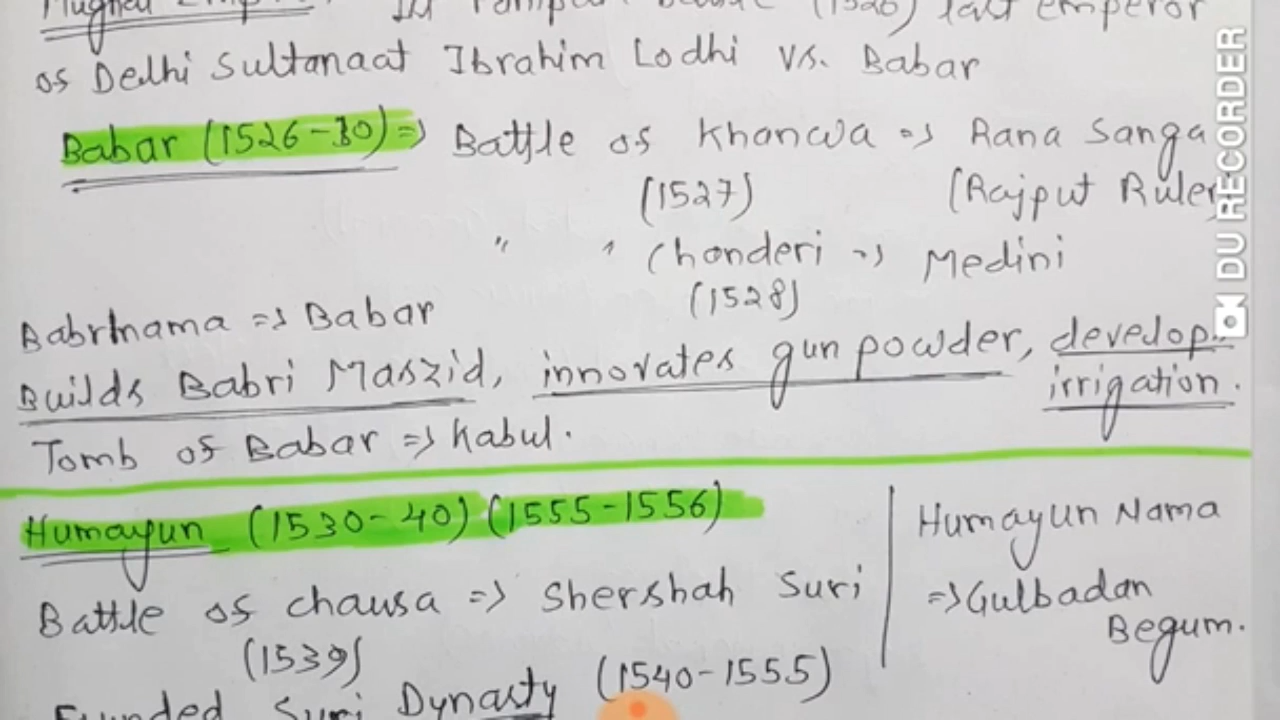 of Delhi Sultanaat Ibrahim Lodhi vs. Babar
Babar (1526-30) => Battle of Khanwa => Rana Sanga
(1527) (Rajput Ruler
" " Chanderi => Medini
(1528)
Babrnama => Babar
Builds Babri Maszid, innovates gun powder, develop..
irrigation.
Tomb of Babar => Kabul.
Humayun (1530-40) (1555-1556)
Battle of chausa => Shershah Suri
(1539)
Suri Dynasty (1540-1555)
Humayun Nama
=> Gulbadan
Begum.
DU RECORDER